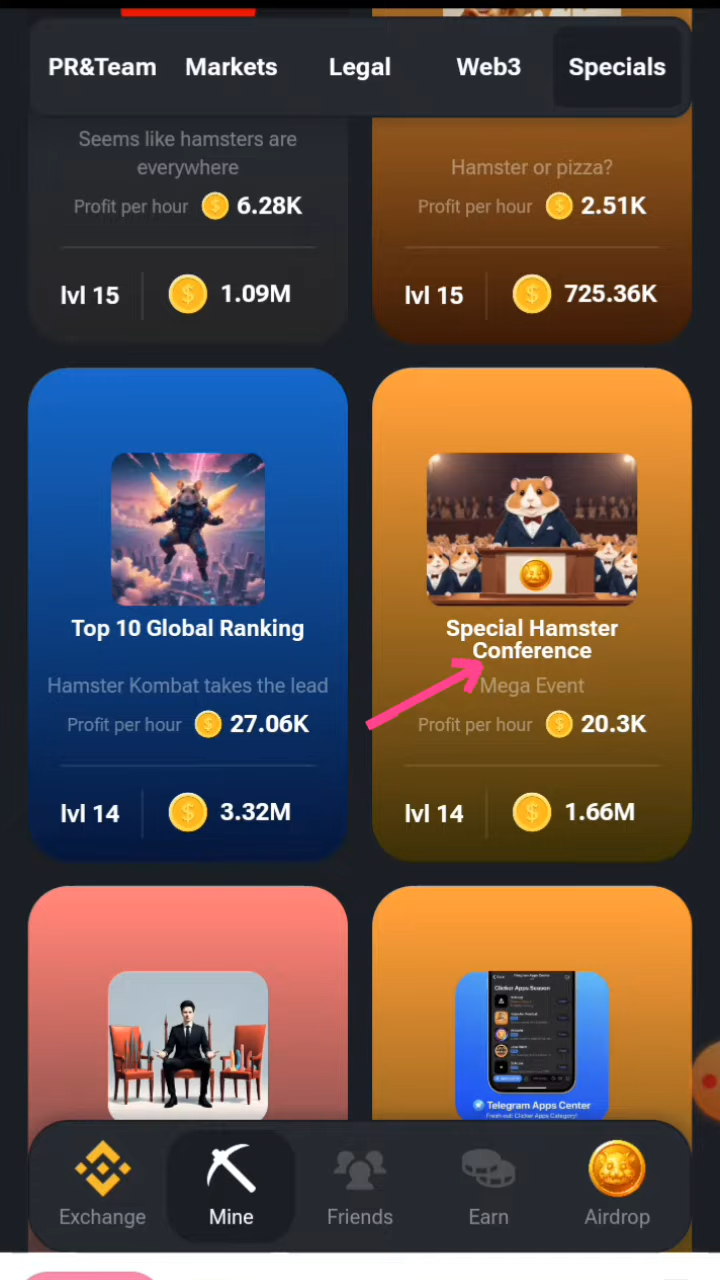 PR&Team
Markets
Legal
Web3
Specials
Seems like hamsters are
everywhere
Profit per hour 6.28K
lvl 15
1.09M
Hamster or pizza?
Profit per hour 2.51K
lvl 15
725.36K
Top 10 Global Ranking
Hamster Kombat takes the lead
Profit per hour 27.06K
lvl 14
3.32M
Special Hamster
Conference
Mega Event
Profit per hour 20.3K
lvl 14
1.66M
Clicker Apps Season
Telegram Apps Center
Exchange
Mine
Friends
Earn
Airdrop